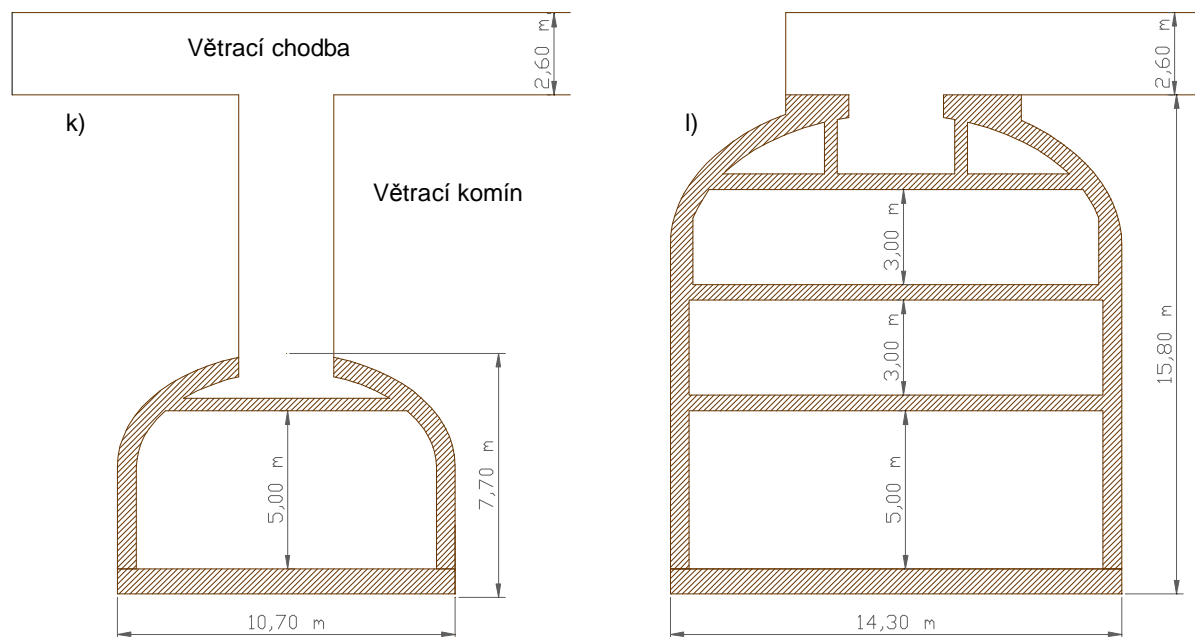 Větrací chodba
2,60 m
k)
Větrací komín
5,00 m
7,70 m
10,70 m
2,60 m
l)
3,00 m
3,00 m
15,80 m
5,00 m
14,30 m